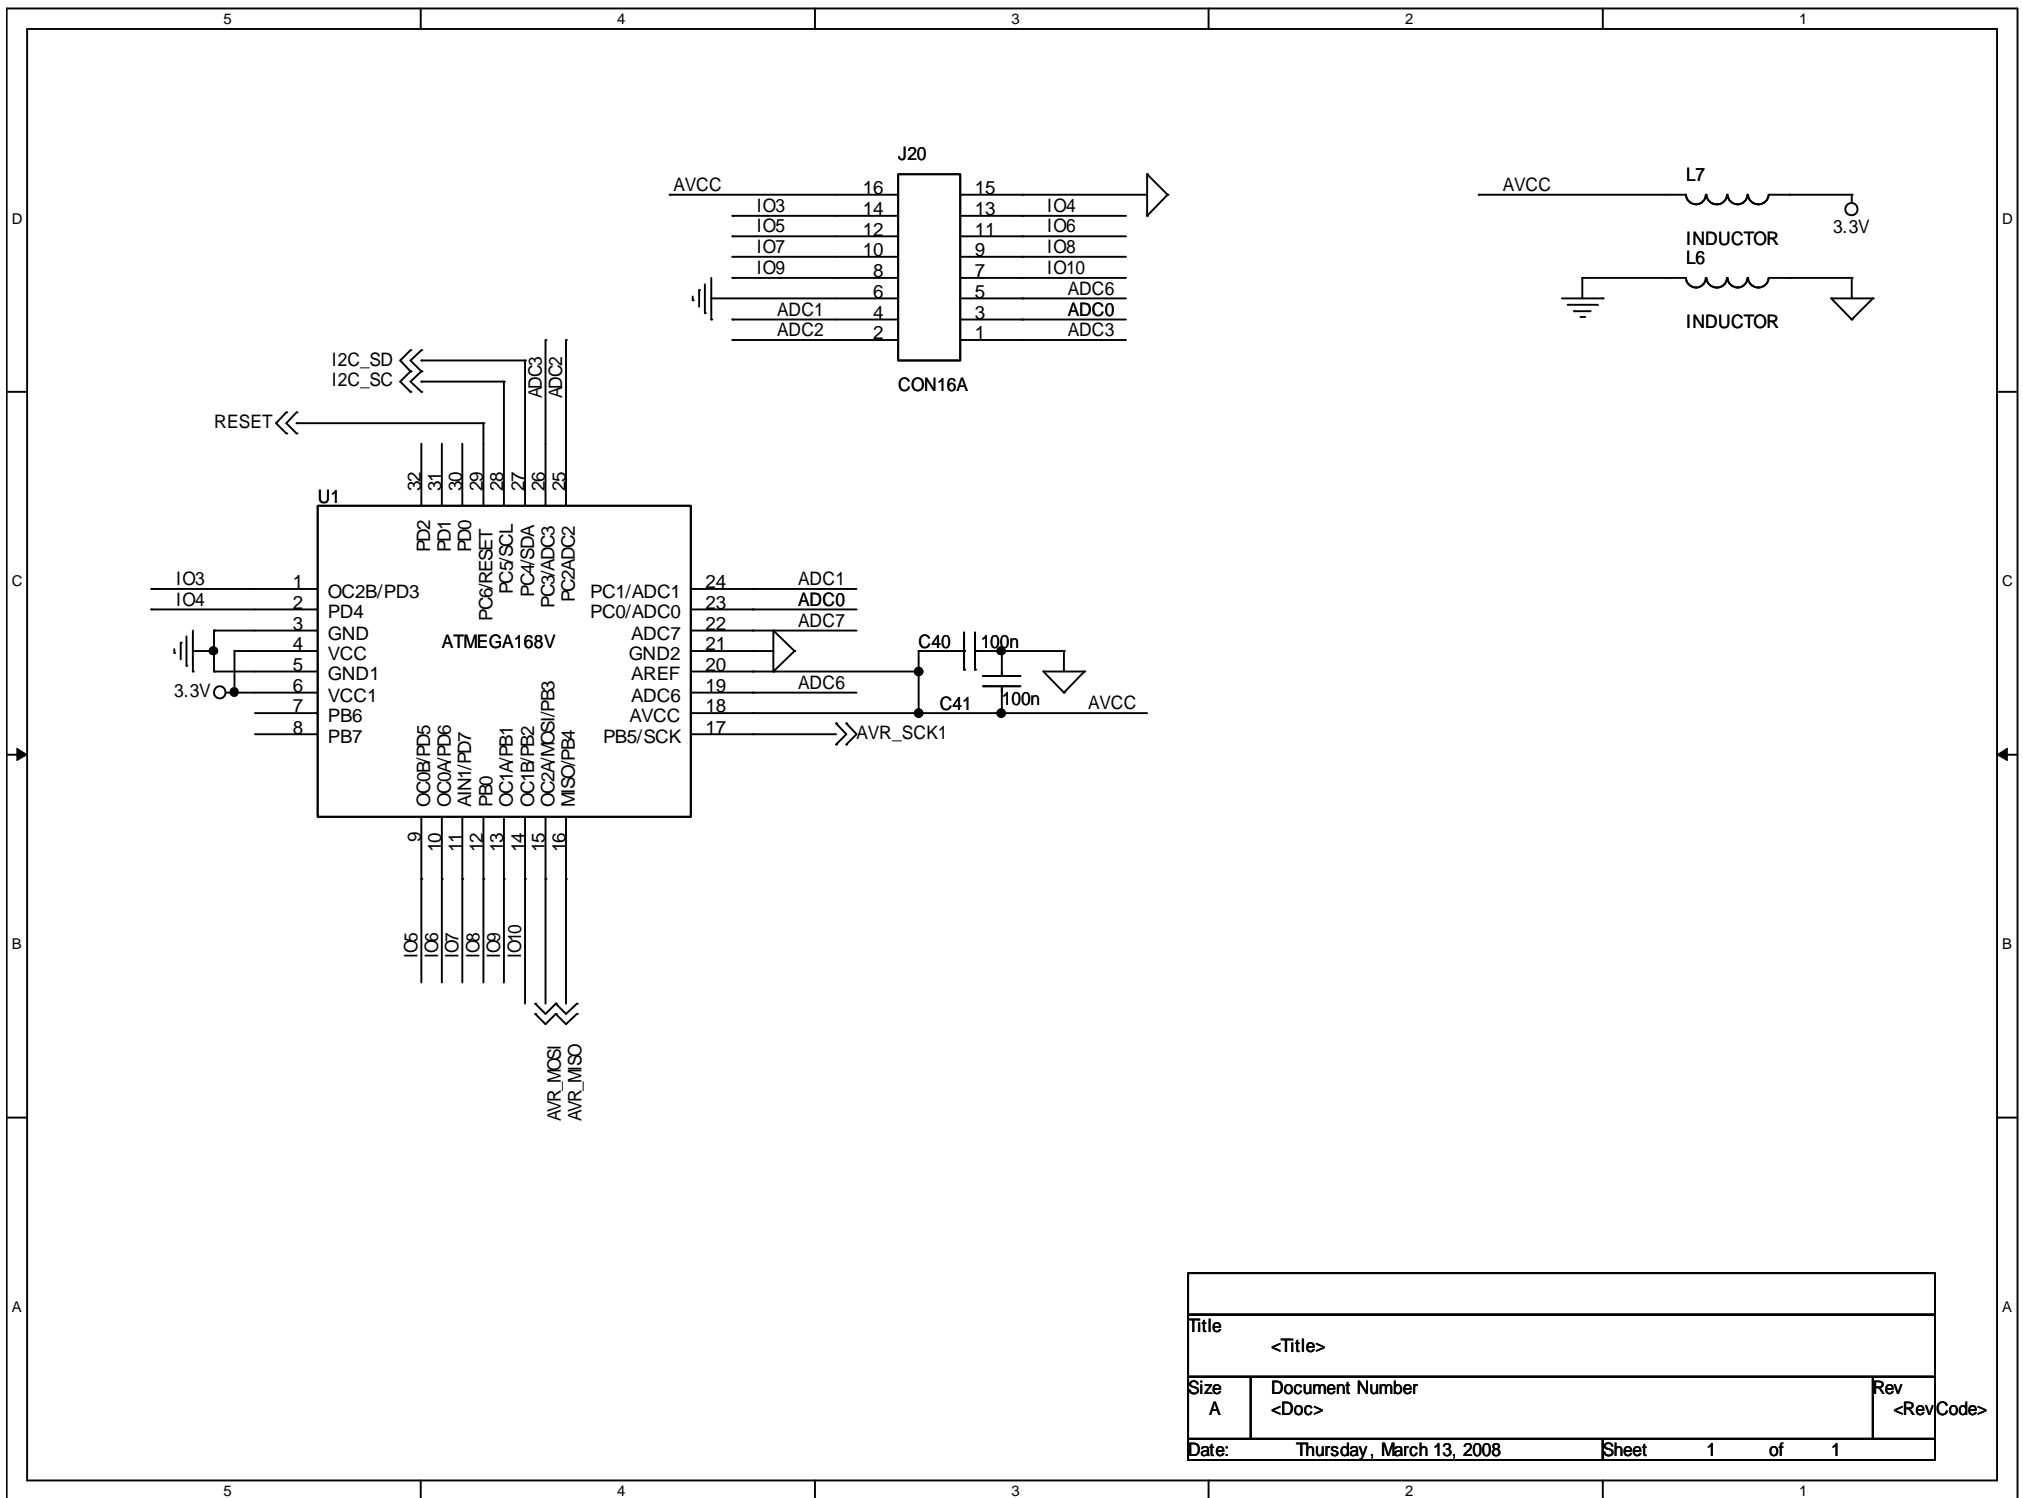 5 4 3 2 1
D D
C C
B B
A A
J20
AVCC 16 15
IO3 14 13 IO4
IO5 12 11 IO6
IO7 10 9 IO8
IO9 8 7 IO10
6 5 ADC6
ADC1 4 3 ADC0
ADC2 2 1 ADC3
CON16A
AVCC L7
3.3V
INDUCTOR
L6
INDUCTOR
I2C_SD
I2C_SC
ADC3
ADC2
RESET
32 31 30 29 28 27 26 25
U1
PD2
PD1
PD0
PC6/RESET
PC5/SCL
PC4/SDA
PC3/ADC3
PC2ADC2
IO3 1 OC2B/PD3
IO4 2 PD4
3 GND
4 VCC
5 GND1
3.3V 6 VCC1
7 PB6
8 PB7
ATMEGA168V
PC1/ADC1 24 ADC1
PC0/ADC0 23 ADC0
ADC7 22 ADC7
GND2 21
AREF 20
ADC6 19 ADC6
AVCC 18 AVCC
PB5/SCK 17 AVR_SCK1
C40 100n
C41 100n
OC0B/PD5
OC0A/PD6
AIN1/PD7
PB0
OC1A/PB1
OC1B/PB2
OC2A/MOSI/PB3
MISO/PB4
9 10 11 12 13 14 15 16
IO5
IO6
IO7
IO8
IO9
IO10
AVR_MOSI
AVR_MISO
Title
<Title>
Size Document Number Rev
A <Doc> <RevCode>
Date: Thursday, March 13, 2008 Sheet 1 of 1
5 4 3 2 1